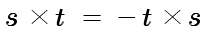 s × t = −t × s